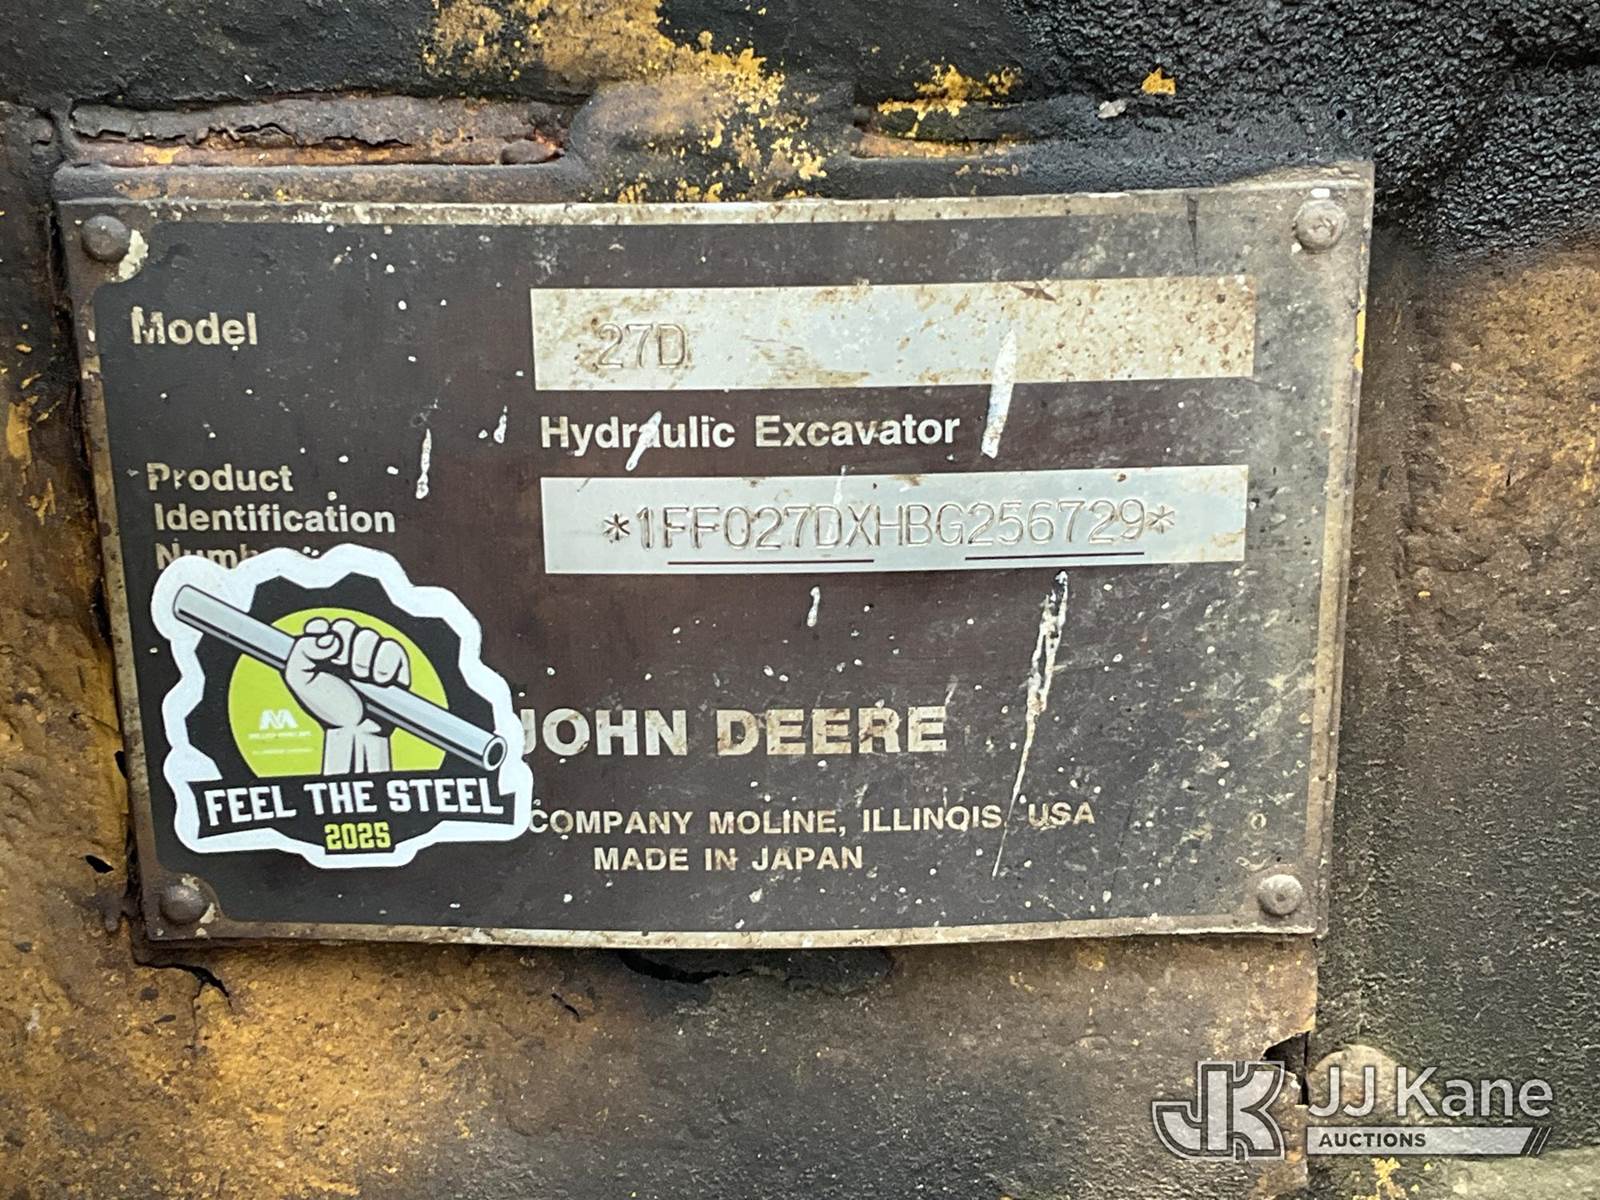 Model
27D
Hydraulic Excavator
Product
Identification
*1FF027DXHBG256729*
JOHN DEERE
COMPANY MOLINE, ILLINOIS USA
MADE IN JAPAN
FEEL THE STEEL
2025
JJ Kane
AUCTIONS